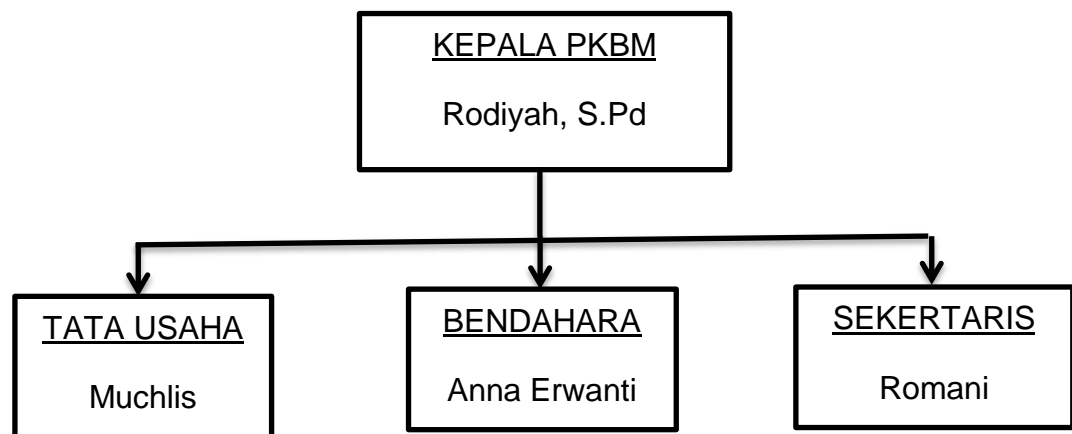 KEPALA PKBM
Rodiyah, S.Pd
TATA USAHA
Muchlis
BENDAHARA
Anna Erwanti
SEKERTARIS
Romani